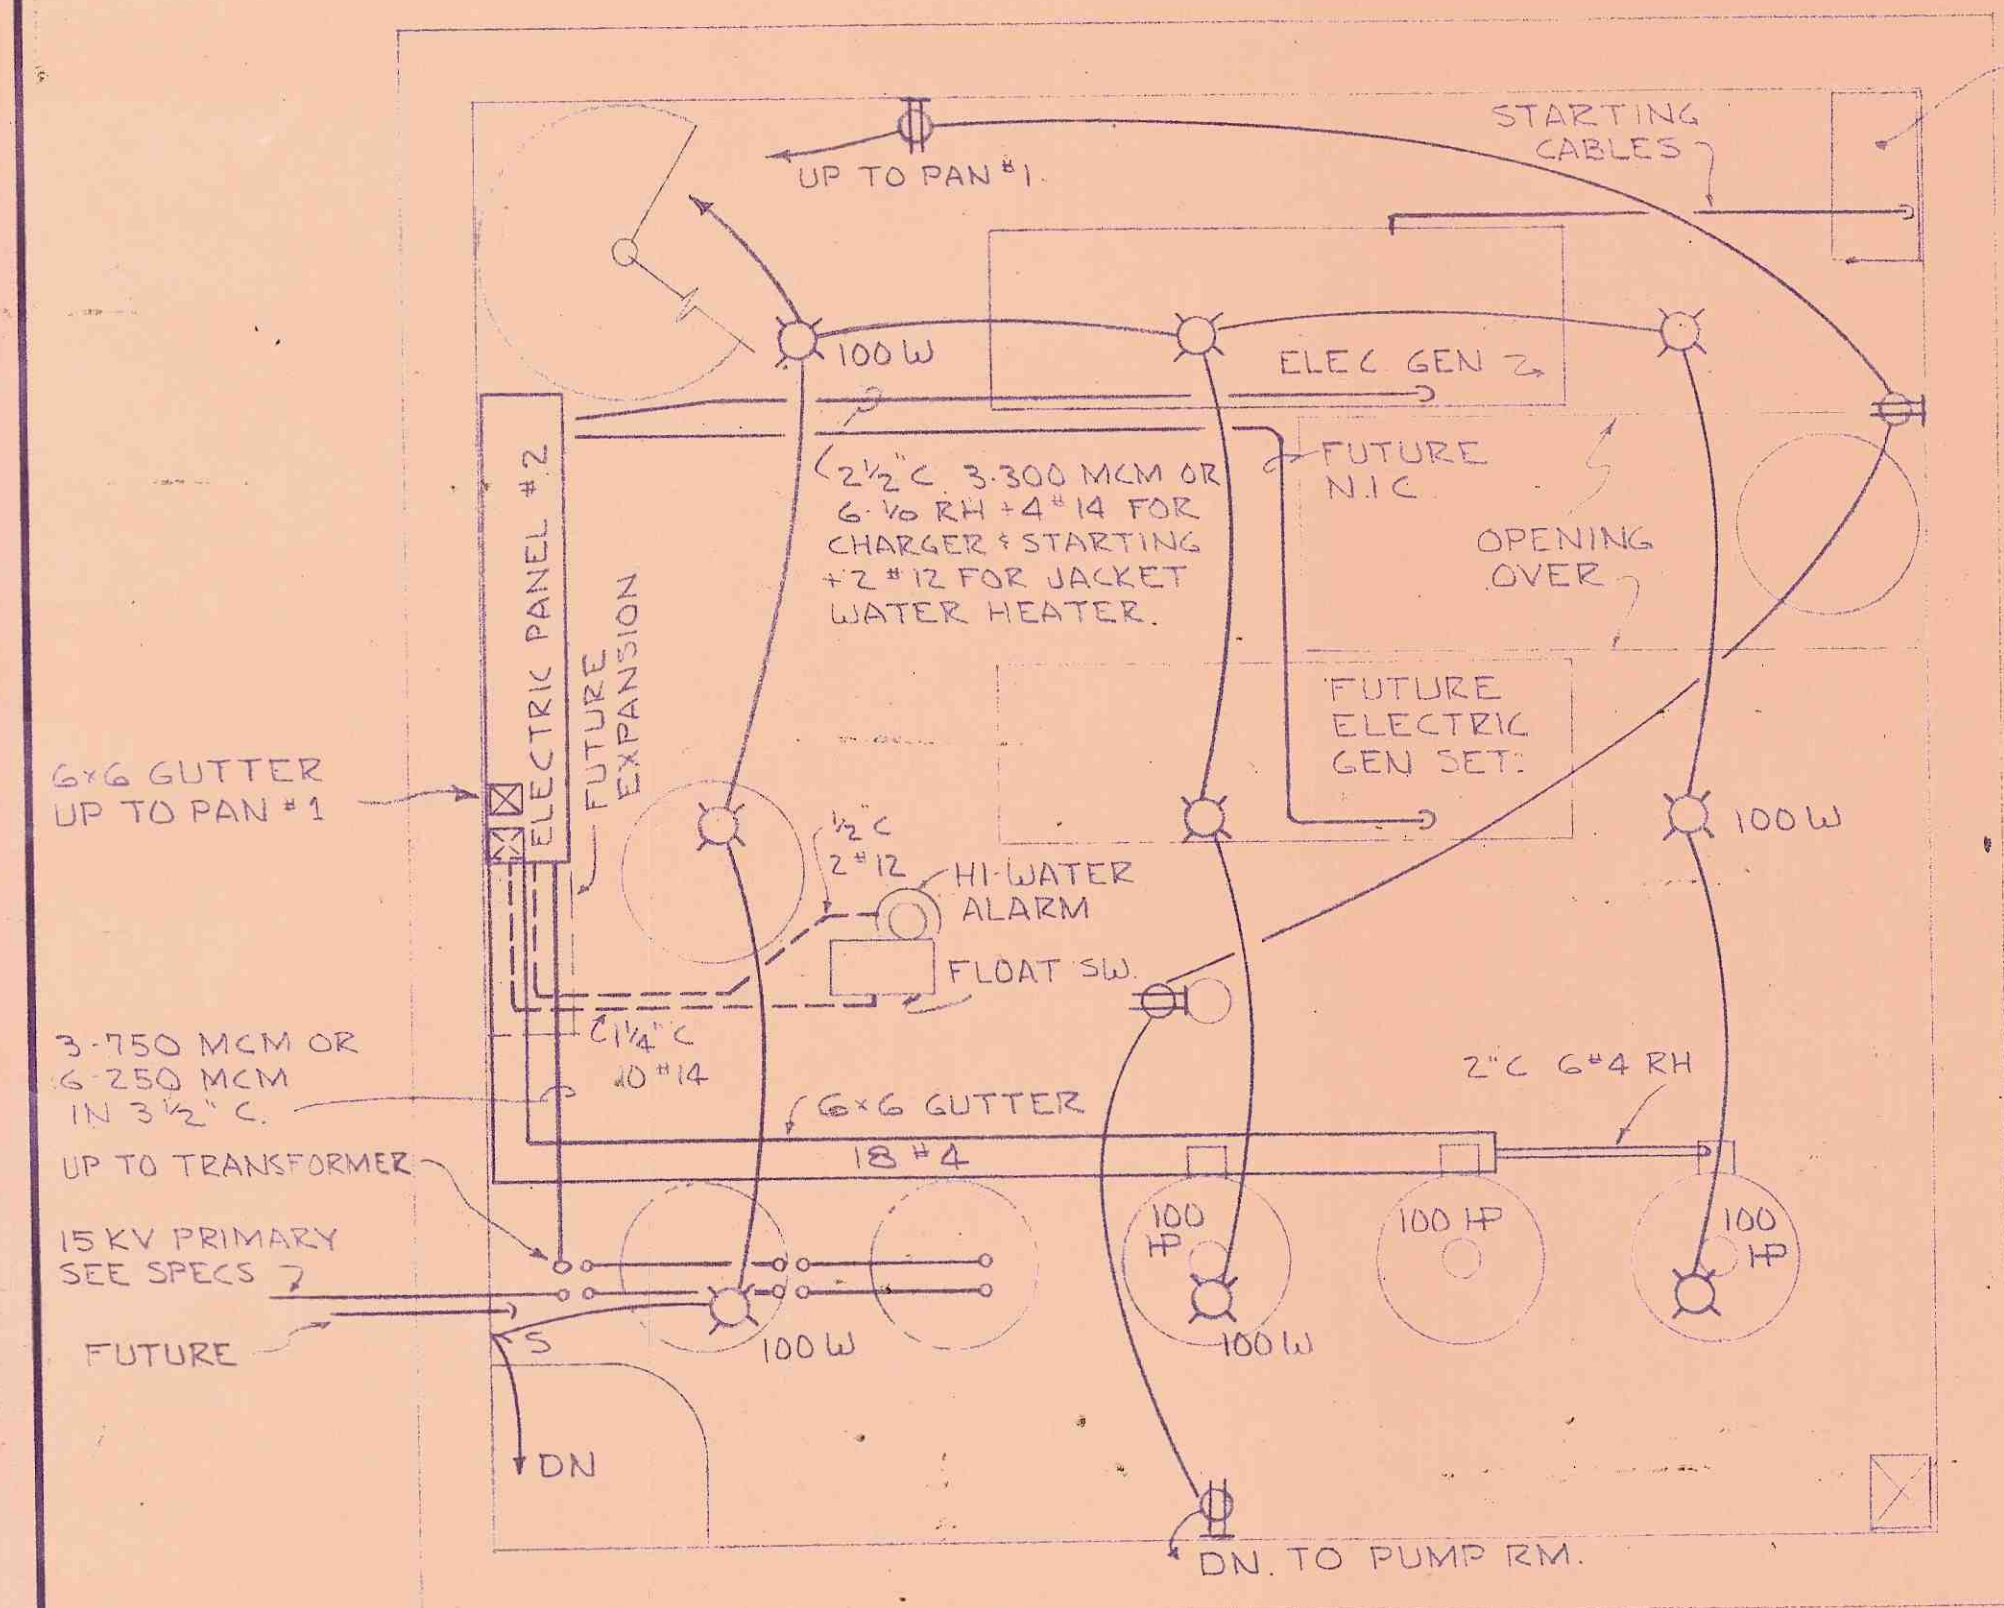 STARTING
CABLES
UP TO PAN #1.
100 W
ELEC. GEN
2½" C. 3-300 MCM OR
6-1/0 RH + 4 #14 FOR
CHARGER & STARTING
+ 2 #12 FOR JACKET
WATER HEATER.
FUTURE
N.I.C.
OPENING
OVER
ELECTRIC PANEL #2
FUTURE
EXPANSION
FUTURE
ELECTRIC
GEN SET.
6x6 GUTTER
UP TO PAN #1
½" C
2 #12
100 W
HI-WATER
ALARM
FLOAT SW.
1¼" C
10 #14
3-750 MCM OR
6-250 MCM
IN 3½" C.
2" C 6 #4 RH
6x6 GUTTER
18 #4
UP TO TRANSFORMER
15 KV PRIMARY
SEE SPECS
100
HP
100 HP
100
HP
FUTURE
S
100 W
100 W
DN
DN. TO PUMP RM.